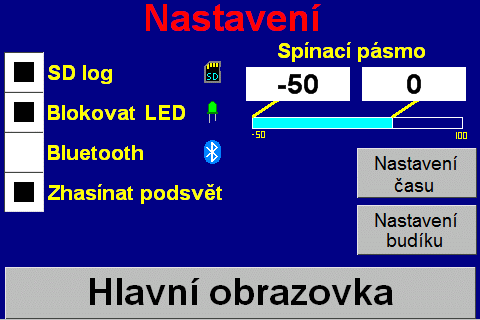 Nastavení
Spínací pásmo
SD log
SD
-50
0
Blokovat LED
-50
100
Bluetooth
Nastavení
času
Zhasínat podsvět
Nastavení
budíku
Hlavní obrazovka